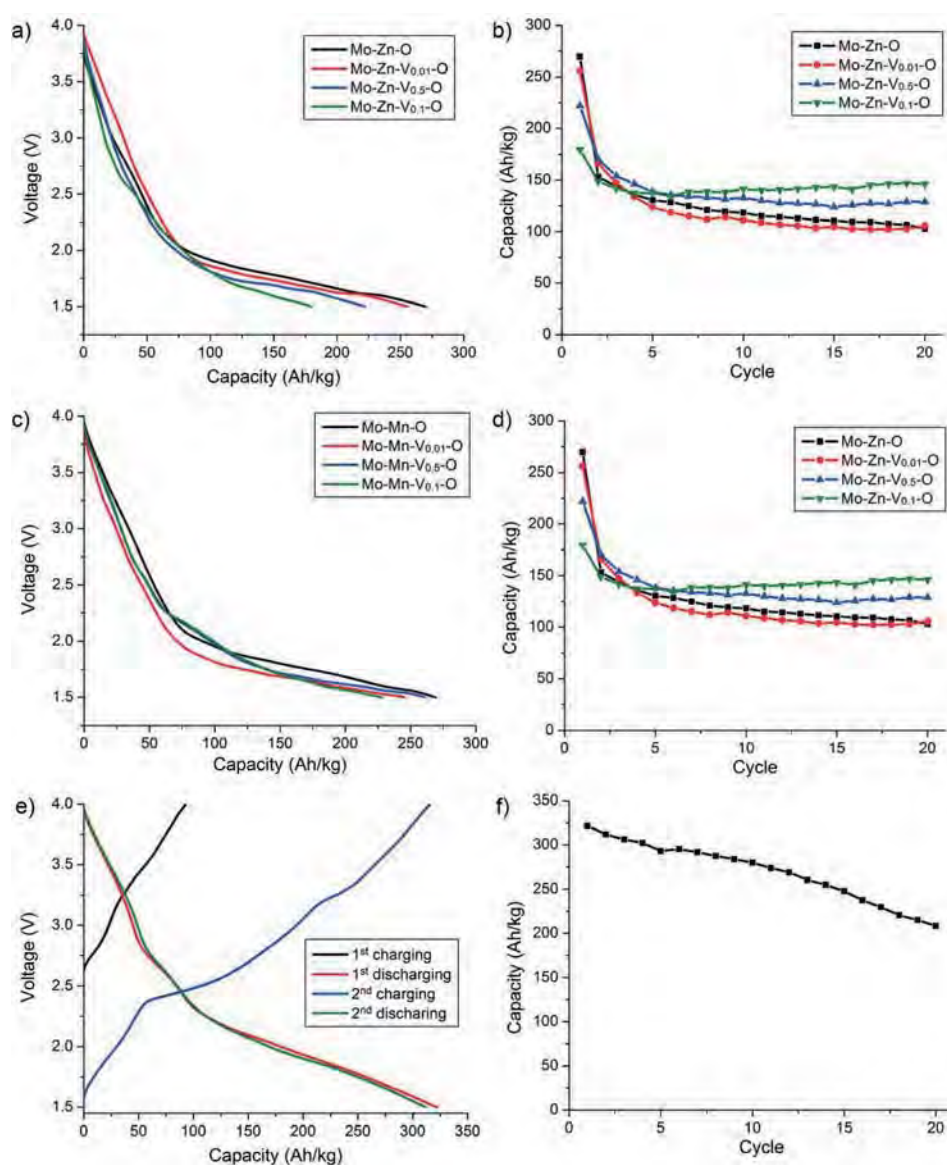 a)
4.0
3.5
3.0
2.5
2.0
1.5
Voltage (V)
Mo-Zn-O
Mo-Zn-V0.01-O
Mo-Zn-V0.5-O
Mo-Zn-V0.1-O
0 50 100 150 200 250 300
Capacity (Ah/kg)
b)
300
250
200
150
100
50
0
Capacity (Ah/kg)
Mo-Zn-O
Mo-Zn-V0.01-O
Mo-Zn-V0.5-O
Mo-Zn-V0.1-O
0 5 10 15 20
Cycle
c)
4.0
3.5
3.0
2.5
2.0
1.5
Voltage (V)
Mo-Mn-O
Mo-Mn-V0.01-O
Mo-Mn-V0.5-O
Mo-Mn-V0.1-O
0 50 100 150 200 250 300
Capacity (Ah/kg)
d)
300
250
200
150
100
50
0
Capacity (Ah/kg)
Mo-Zn-O
Mo-Zn-V0.01-O
Mo-Zn-V0.5-O
Mo-Zn-V0.1-O
0 5 10 15 20
Cycle
e)
4.0
3.5
3.0
2.5
2.0
1.5
Voltage (V)
1st charging
1st discharging
2nd charging
2nd discharing
0 50 100 150 200 250 300 350
Capacity (Ah/kg)
f)
350
300
250
200
150
100
50
0
Capacity (Ah/kg)
0 5 10 15 20
Cycle